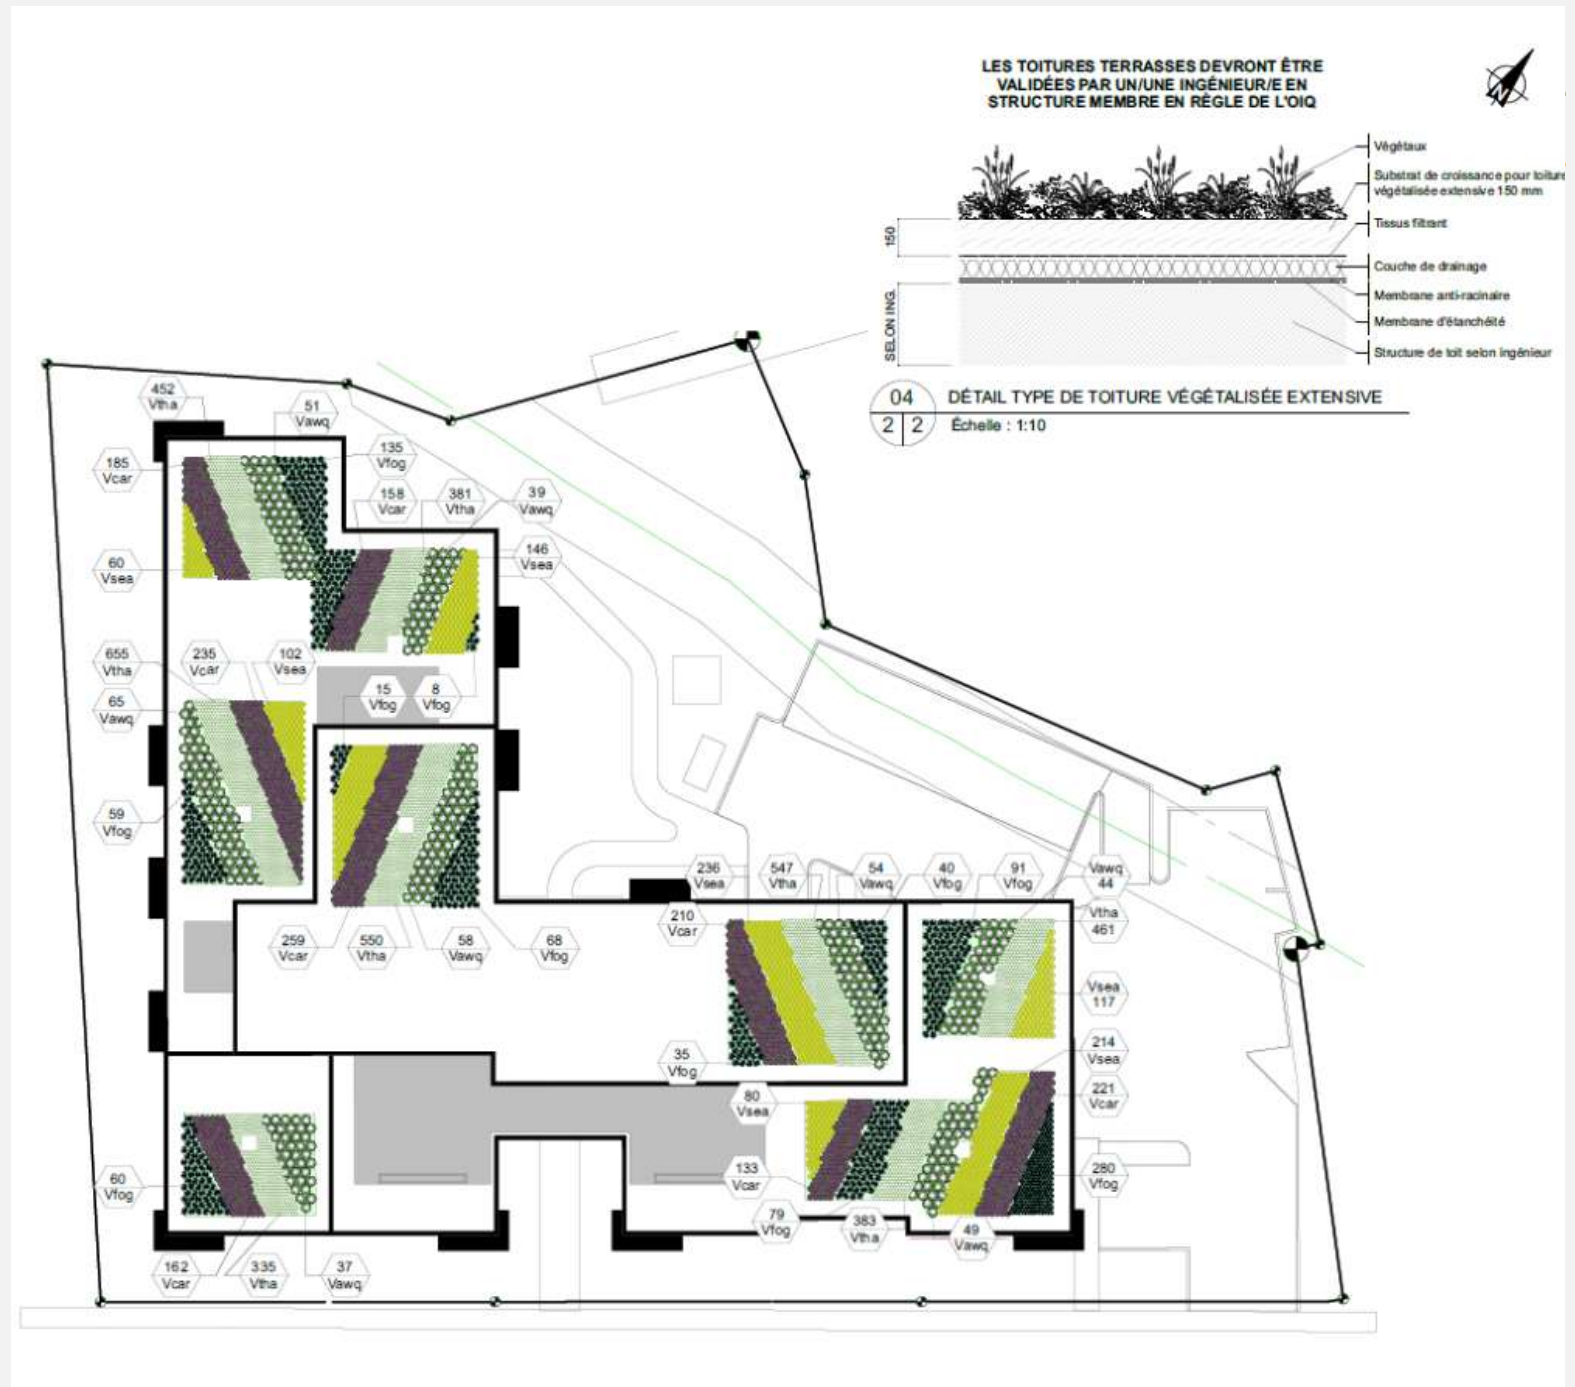 LES TOITURES TERRASSES DEVRONT ÊTRE
VALIDÉES PAR UN/UNE INGÉNIEUR/E EN
STRUCTURE MEMBRE EN RÈGLE DE L'OIQ
N
Végétaux
Substrat de croissance pour toiture
végétalisée extensive 150 mm
Tissus filtrant
Couche de drainage
Membrane anti-racinaire
Membrane d'étanchéité
Structure de toit selon ingénieur
150
SELON ING.
04
2 2
DÉTAIL TYPE DE TOITURE VÉGÉTALISÉE EXTENSIVE
Échelle : 1:10
452
Vtha
51
Vawq
135
Vfog
185
Vcar
158
Vcar
381
Vtha
39
Vawq
146
Vsea
60
Vsea
655
Vtha
235
Vcar
102
Vsea
65
Vawq
15
Vfog
8
Vfog
59
Vfog
259
Vcar
550
Vtha
58
Vawq
68
Vfog
236
Vsea
547
Vtha
54
Vawq
40
Vfog
91
Vfog
Vawq
44
210
Vcar
Vtha
461
Vsea
117
35
Vfog
214
Vsea
80
Vsea
221
Vcar
133
Vcar
280
Vfog
79
Vfog
383
Vtha
49
Vawq
60
Vfog
162
Vcar
335
Vtha
37
Vawq